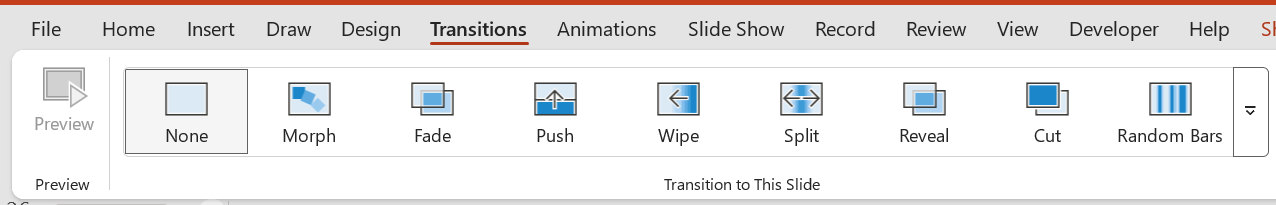 File Home Insert Draw Design Transitions Animations Slide Show Record Review View Developer Help
Preview
None Morph Fade Push Wipe Split Reveal Cut Random Bars
Preview Transition to This Slide